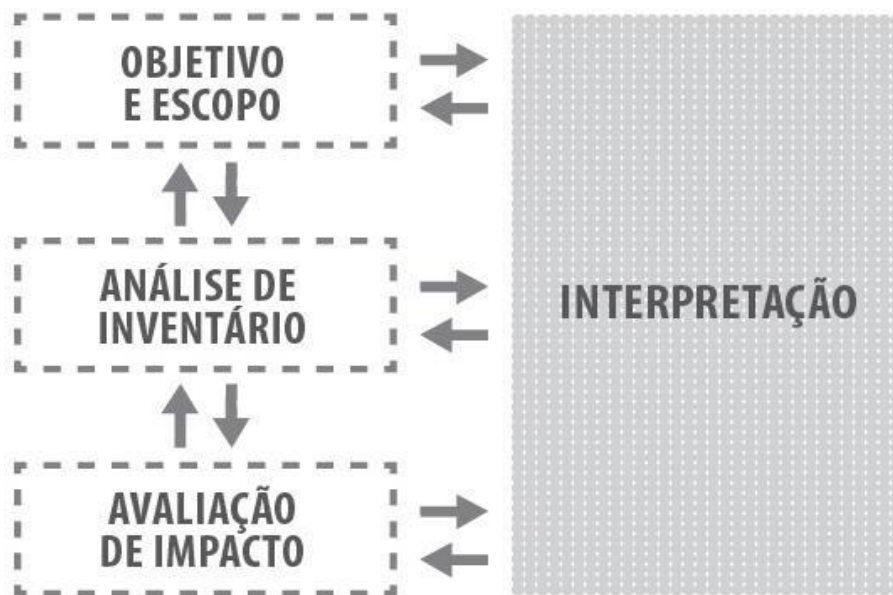 OBJETIVO
E ESCOPO
ANÁLISE DE
INVENTÁRIO
INTERPRETAÇÃO
AVALIAÇÃO
DE IMPACTO